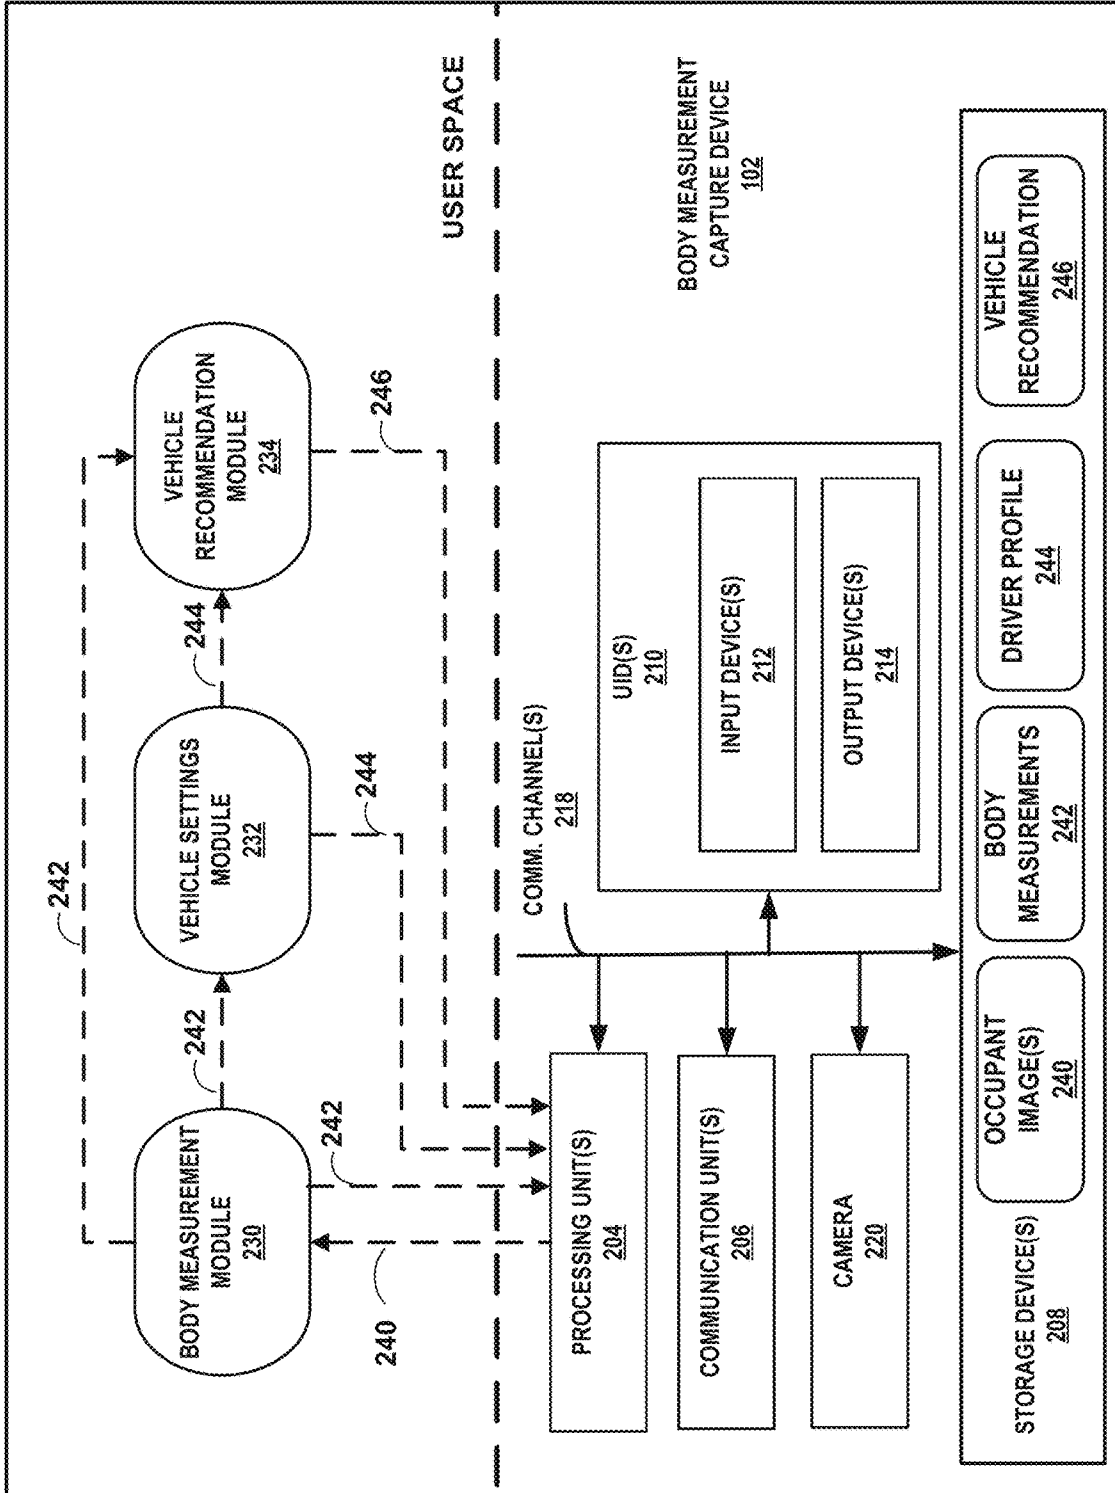 242
BODY MEASUREMENT
MODULE
230
242
VEHICLE SETTINGS
MODULE
232
244
VEHICLE
RECOMMENDATION
MODULE
234
240
242
244
246
USER SPACE
PROCESSING UNIT(S)
204
COMMUNICATION UNIT(S)
206
CAMERA
220
COMM. CHANNEL(S)
218
UID(S)
210
INPUT DEVICE(S)
212
OUTPUT DEVICE(S)
214
BODY MEASUREMENT
CAPTURE DEVICE
102
STORAGE DEVICE(S)
208
OCCUPANT
IMAGE(S)
240
BODY
MEASUREMENTS
242
DRIVER PROFILE
244
VEHICLE
RECOMMENDATION
246